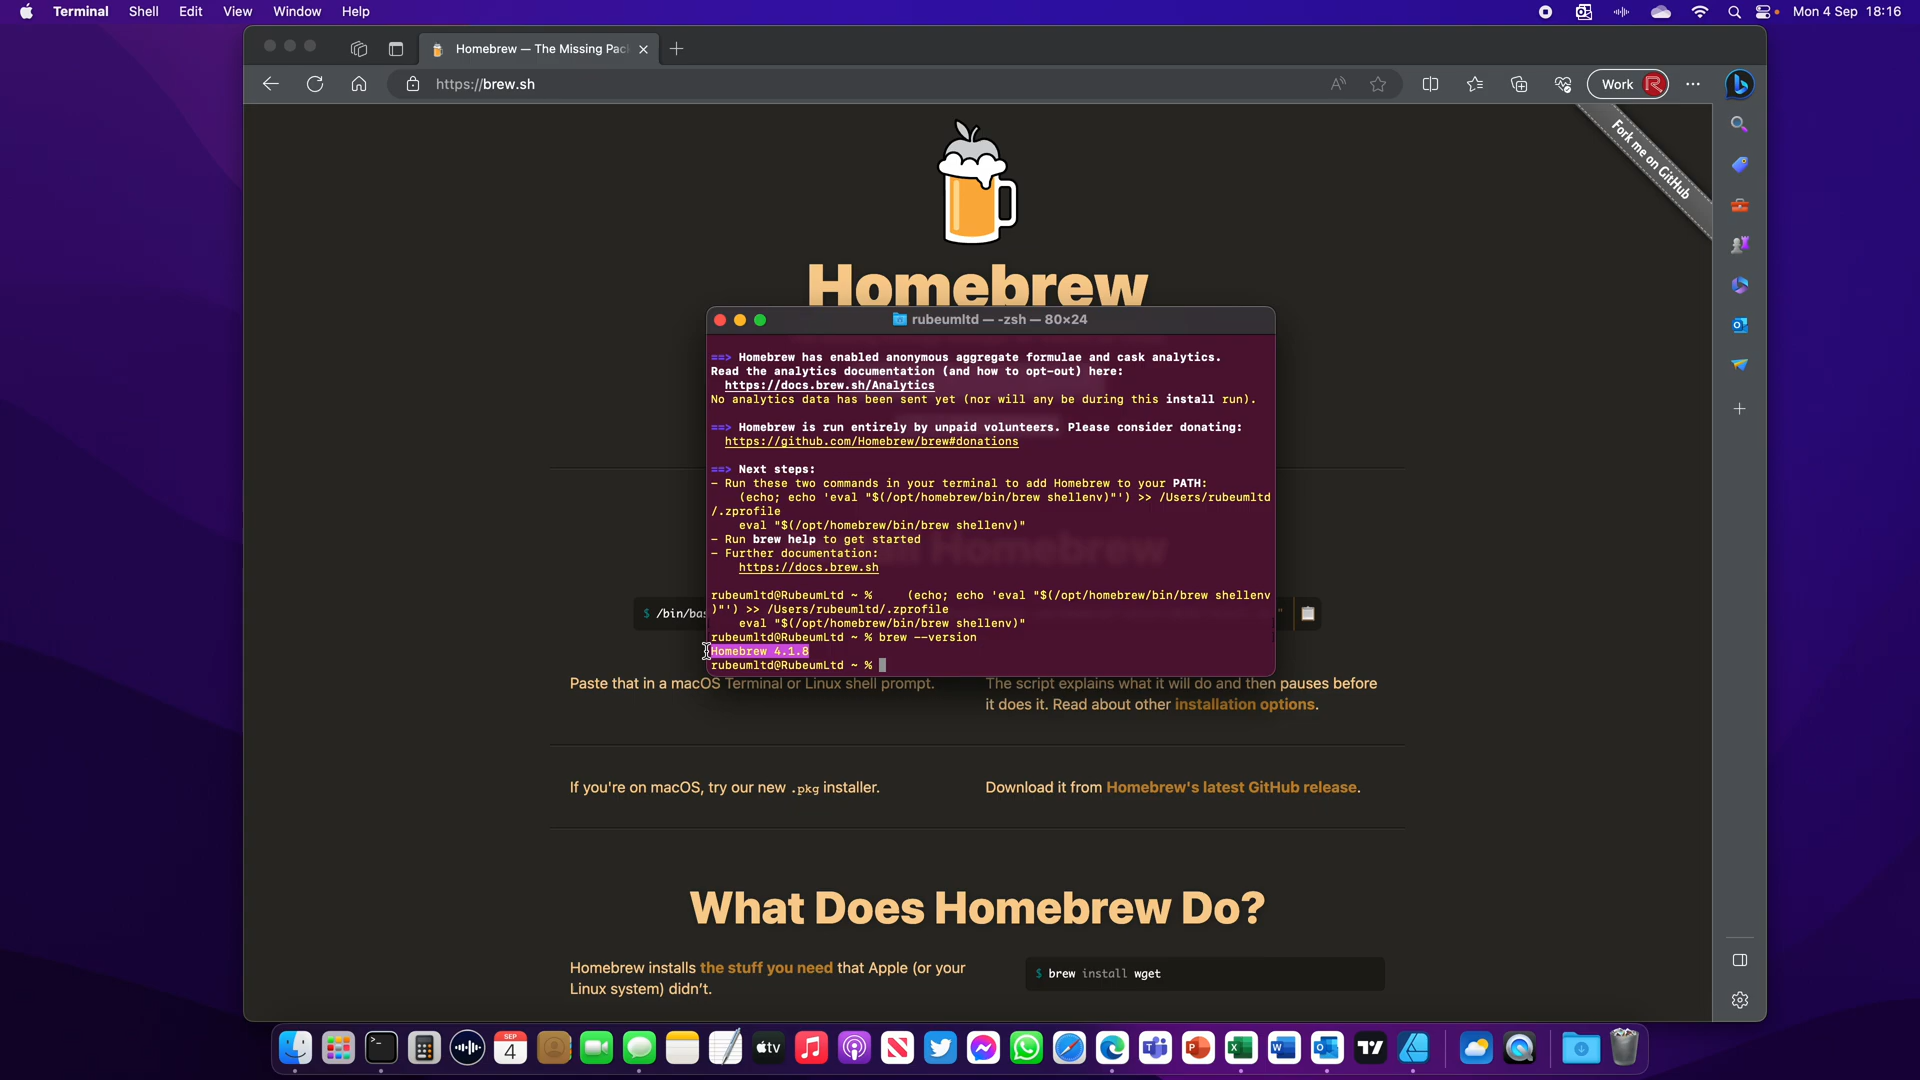 Terminal Shell Edit View Window Help
Mon 4 Sep 18:16
Homebrew — The Missing Pac
https://brew.sh
Work
Fork me on GitHub
Homebrew
rubeumltd — -zsh — 80×24
==> Homebrew has enabled anonymous aggregate formulae and cask analytics.
Read the analytics documentation (and how to opt-out) here:
https://docs.brew.sh/Analytics
No analytics data has been sent yet (nor will any be during this install run).
==> Homebrew is run entirely by unpaid volunteers. Please consider donating:
https://github.com/Homebrew/brew#donations
==> Next steps:
- Run these two commands in your terminal to add Homebrew to your PATH:
(echo; echo 'eval "$(/opt/homebrew/bin/brew shellenv)"') >> /Users/rubeumltd
/.zprofile
eval "$(/opt/homebrew/bin/brew shellenv)"
- Run brew help to get started
- Further documentation:
https://docs.brew.sh
rubeumltd@RubeumLtd ~ % (echo; echo 'eval "$(/opt/homebrew/bin/brew shellenv
)"') >> /Users/rubeumltd/.zprofile
eval "$(/opt/homebrew/bin/brew shellenv)"
rubeumltd@RubeumLtd ~ % brew --version
Homebrew 4.1.8
rubeumltd@RubeumLtd ~ %
Homebrew
$ /bin/bas
"
Paste that in a macOS Terminal or Linux shell prompt.
The script explains what it will do and then pauses before
it does it. Read about other installation options.
If you're on macOS, try our new .pkg installer.
Download it from Homebrew's latest GitHub release.
What Does Homebrew Do?
Homebrew installs the stuff you need that Apple (or your
Linux system) didn't.
$ brew install wget
SEP
4
tv